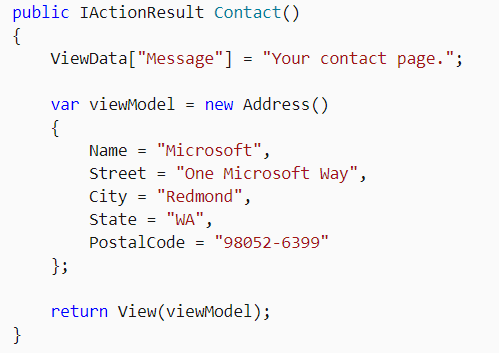 public IActionResult Contact()
{
    ViewData["Message"] = "Your contact page.";

    var viewModel = new Address()
    {
        Name = "Microsoft",
        Street = "One Microsoft Way",
        City = "Redmond",
        State = "WA",
        PostalCode = "98052-6399"
    };

    return View(viewModel);
}